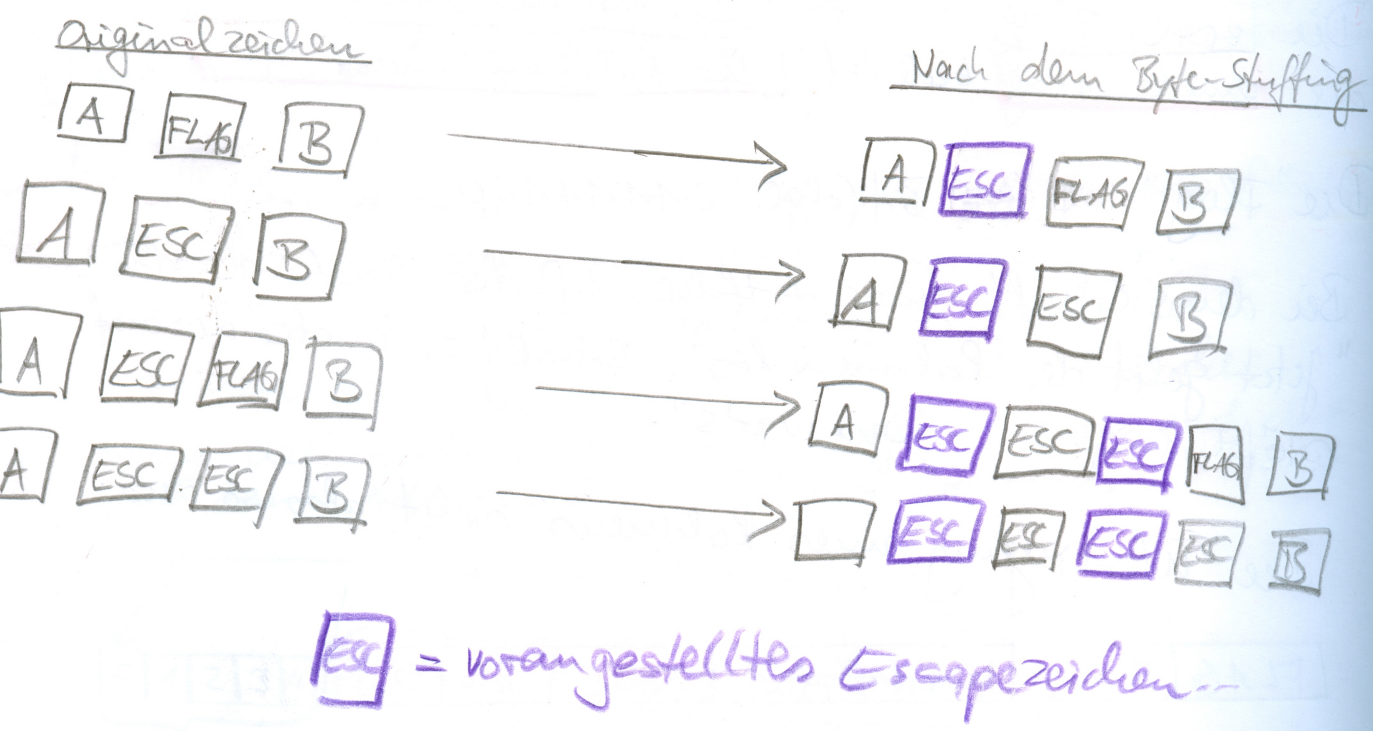 Originalzeichen
Nach dem Byte-Stuffing
A FLAG B
A ESC FLAG B
A ESC B
A ESC ESC B
A ESC FLAG B
A ESC ESC ESC FLAG B
A ESC ESC B
ESC ESC ESC ESC B
ESC = vorangestelltes Escapezeichen...